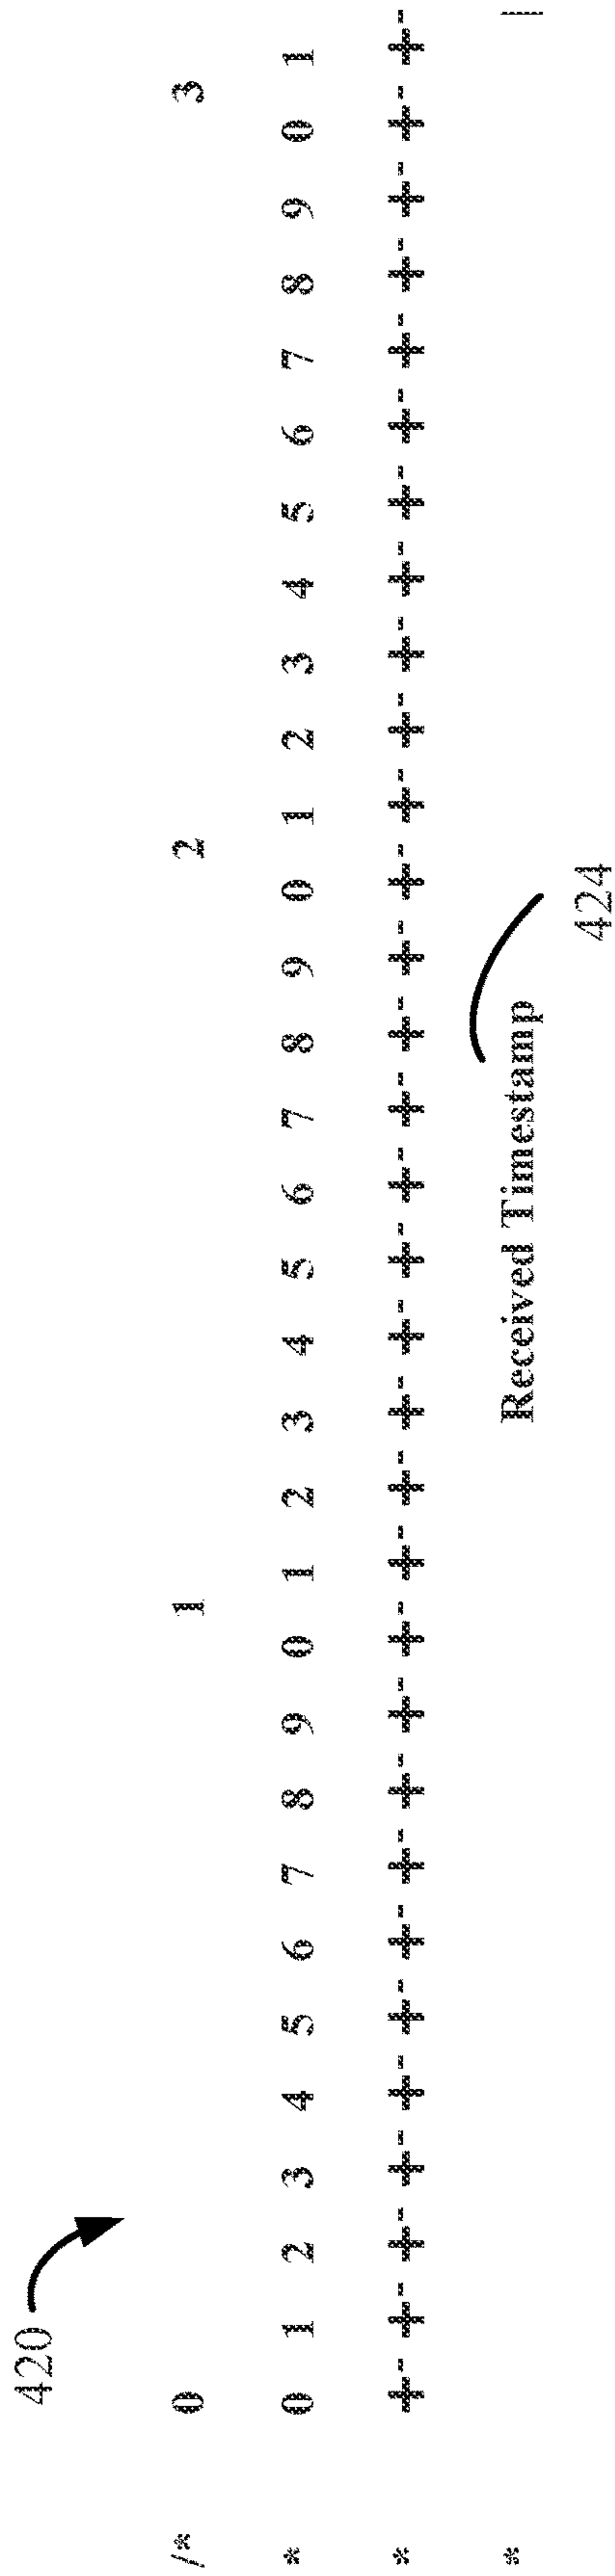 420
/* 0 1 2 3
* 0 1 2 3 4 5 6 7 8 9 0 1 2 3 4 5 6 7 8 9 0 1 2 3 4 5 6 7 8 9 0 1
* +-+-+-+-+-+-+-+-+-+-+-+-+-+-+-+-+-+-+-+-+-+-+-+-+-+-+-+-+-+-+-+-
* Received Timestamp |
424